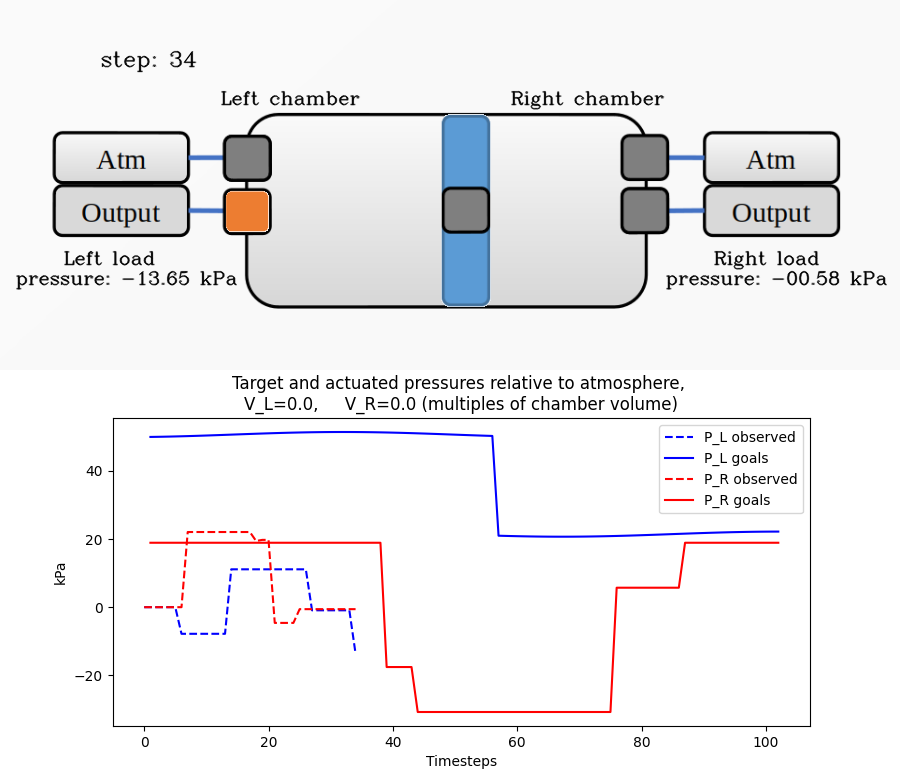 step: 34
Left chamber
Right chamber
Atm
Atm
Output
Output
Left load
pressure: −13.65 kPa
Right load
pressure: −00.58 kPa
Target and actuated pressures relative to atmosphere,
V_L=0.0, V_R=0.0 (multiples of chamber volume)
P_L observed
P_L goals
P_R observed
P_R goals
kPa
40
20
0
−20
0 20 40 60 80 100
Timesteps